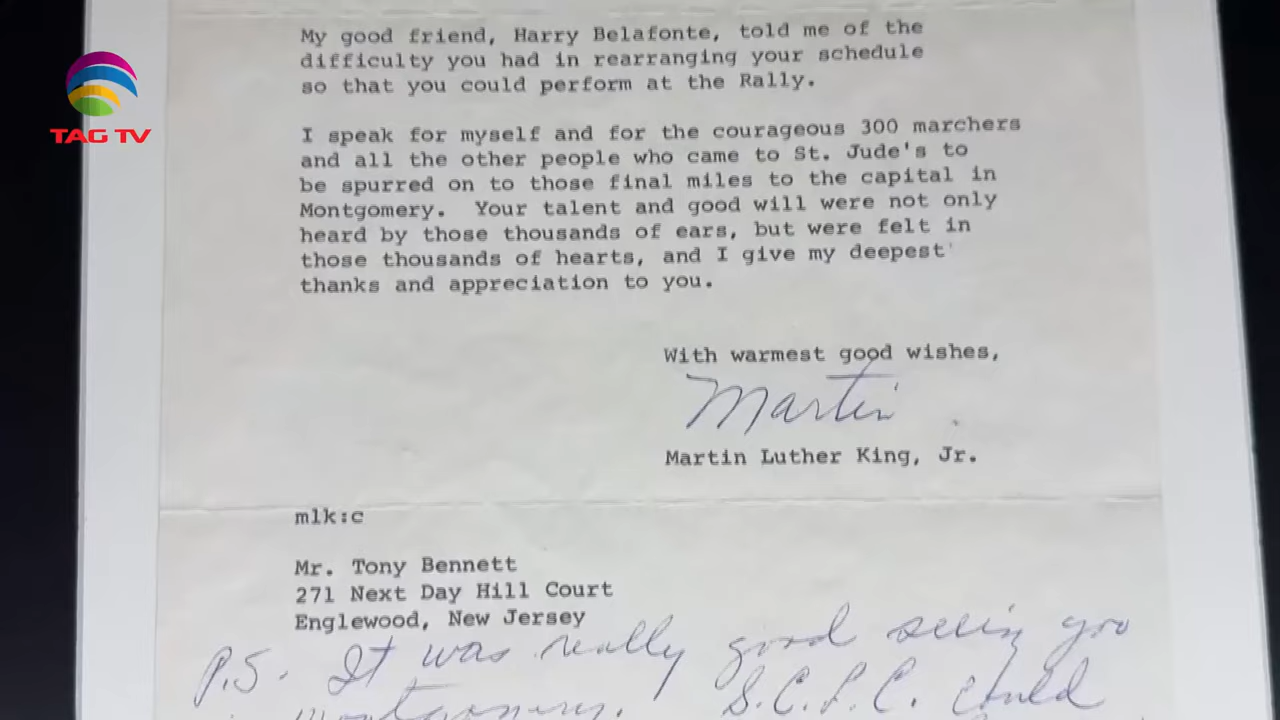 TAG TV
My good friend, Harry Belafonte, told me of the
difficulty you had in rearranging your schedule
so that you could perform at the Rally.
I speak for myself and for the courageous 300 marchers
and all the other people who came to St. Jude's to
be spurred on to those final miles to the capital in
Montgomery. Your talent and good will were not only
heard by those thousands of ears, but were felt in
those thousands of hearts, and I give my deepest
thanks and appreciation to you.
With warmest good wishes,
Martin
Martin Luther King, Jr.
mlk:c
Mr. Tony Bennett
271 Next Day Hill Court
Englewood, New Jersey
P.S. It was really good seeing you
Montgomery. S.C.L.C. could